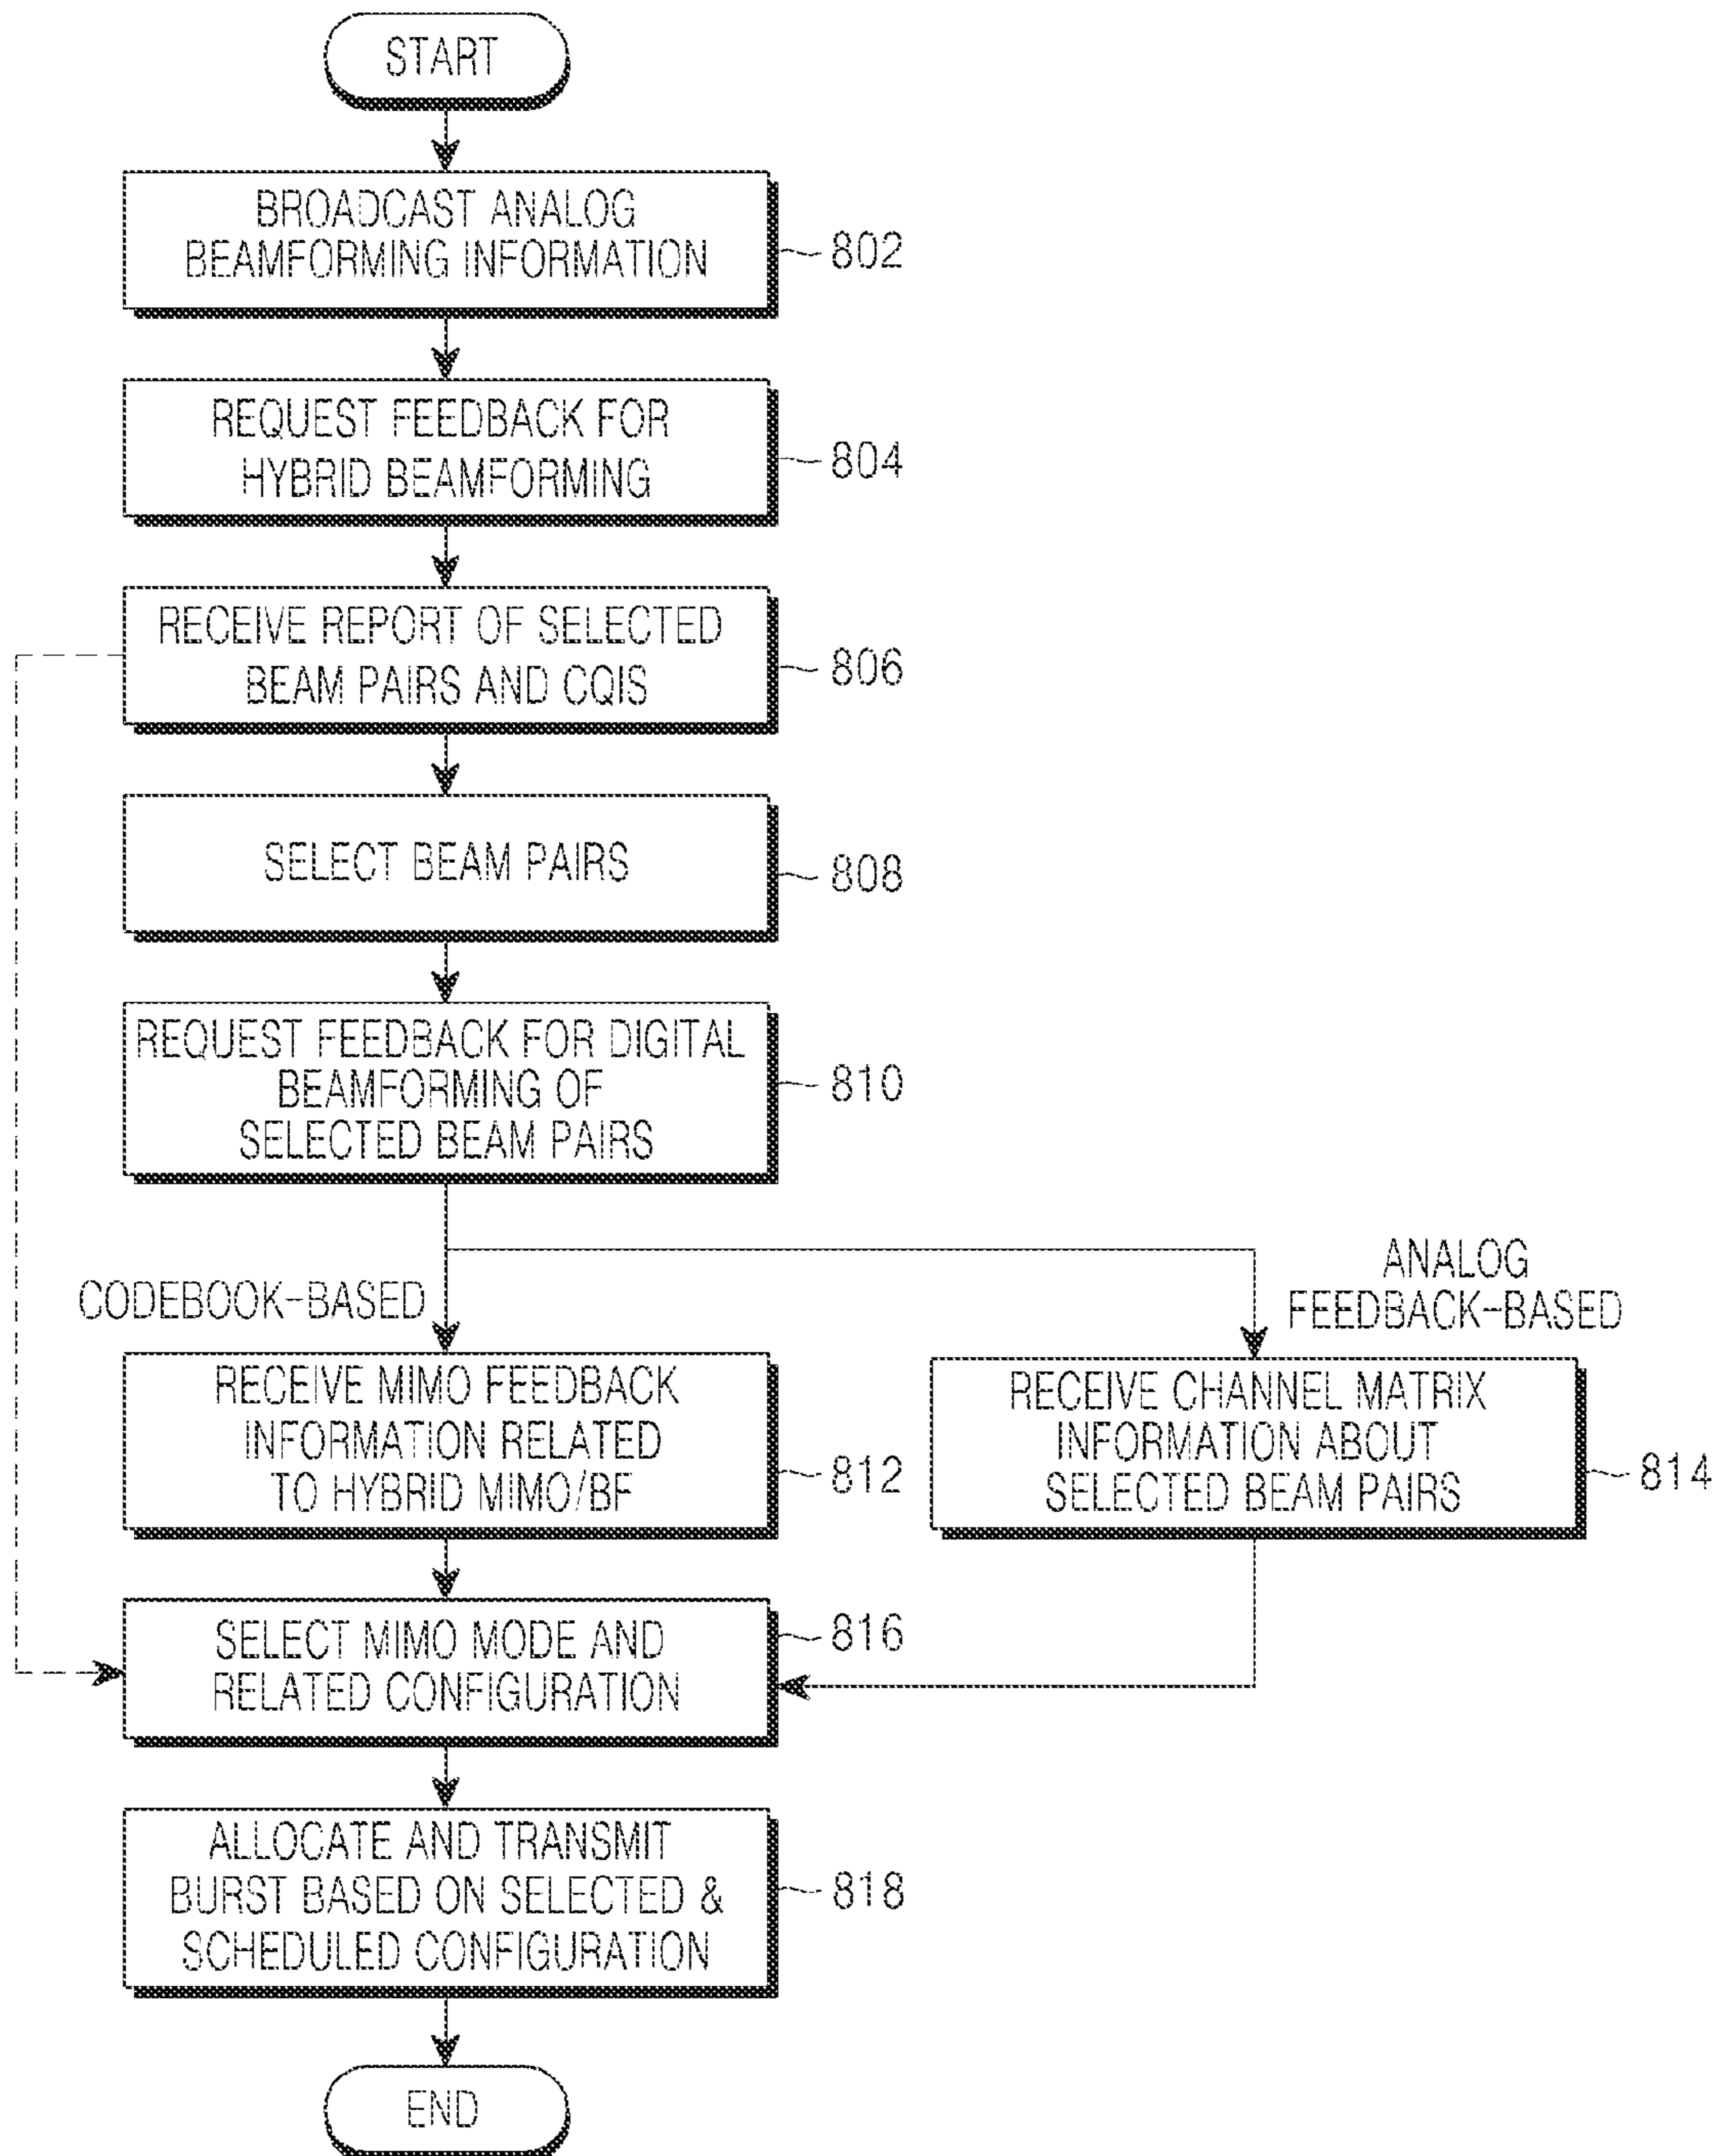 START
BROADCAST ANALOG
BEAMFORMING INFORMATION
802
REQUEST FEEDBACK FOR
HYBRID BEAMFORMING
804
RECEIVE REPORT OF SELECTED
BEAM PAIRS AND CQIS
806
SELECT BEAM PAIRS
808
REQUEST FEEDBACK FOR DIGITAL
BEAMFORMING OF
SELECTED BEAM PAIRS
810
CODEBOOK-BASED
ANALOG
FEEDBACK-BASED
RECEIVE MIMO FEEDBACK
INFORMATION RELATED
TO HYBRID MIMO/BF
812
RECEIVE CHANNEL MATRIX
INFORMATION ABOUT
SELECTED BEAM PAIRS
814
SELECT MIMO MODE AND
RELATED CONFIGURATION
816
ALLOCATE AND TRANSMIT
BURST BASED ON SELECTED &
SCHEDULED CONFIGURATION
818
END